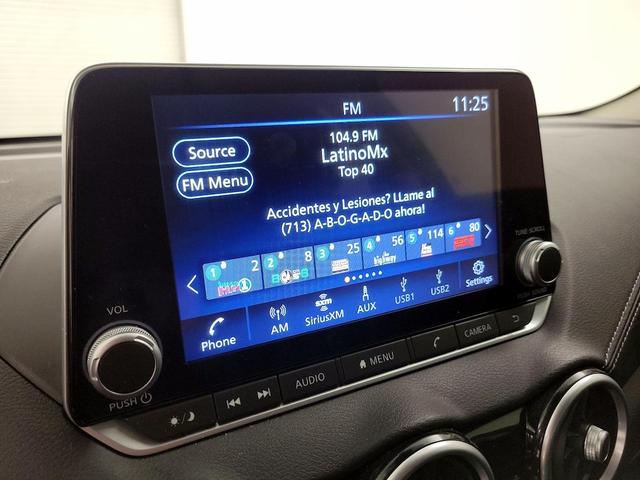 FM
11:25
Source
104.9 FM
LatinoMx
FM Menu
Top 40
Accidentes y Lesiones? LLame al
(713) A-B-O-G-A-D-O ahora!
1 2 2 8 3 25 4 56 5 114 6 80
highway
Phone
AM
SiriusXM
AUX
USB1
USB2
Settings
VOL
PUSH
TUNE·SCROLL
AUDIO
MENU
CAMERA